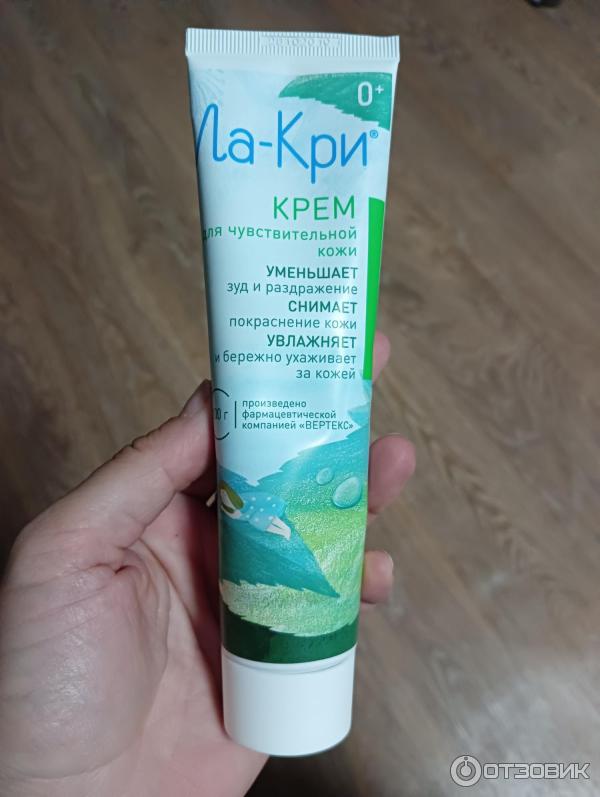 0+
Ла-Кри®
КРЕМ
для чувствительной
кожи
УМЕНЬШАЕТ
зуд и раздражение
СНИМАЕТ
покраснение кожи
УВЛАЖНЯЕТ
и бережно ухаживает
за кожей
произведено
фармацевтической
компанией «ВЕРТЕКС»
ОТЗОВИК